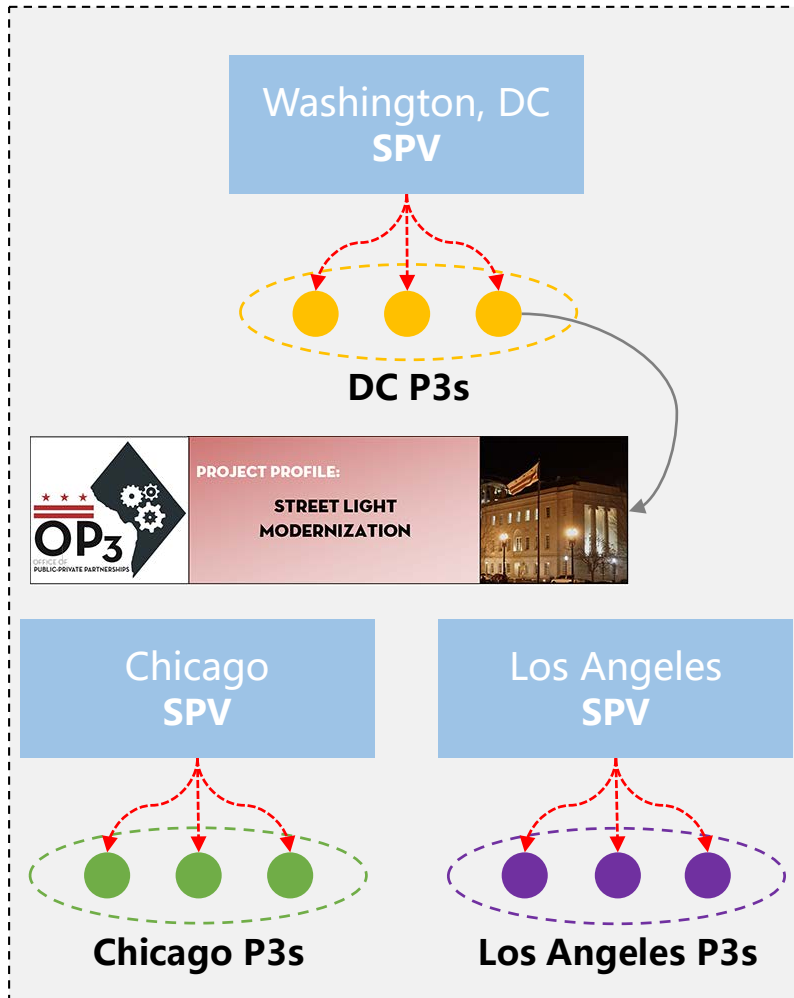 Washington, DC
SPV
DC P3s
OP3
OFFICE OF
PUBLIC-PRIVATE PARTNERSHIPS
PROJECT PROFILE:
STREET LIGHT
MODERNIZATION
Chicago
SPV
Los Angeles
SPV
Chicago P3s
Los Angeles P3s